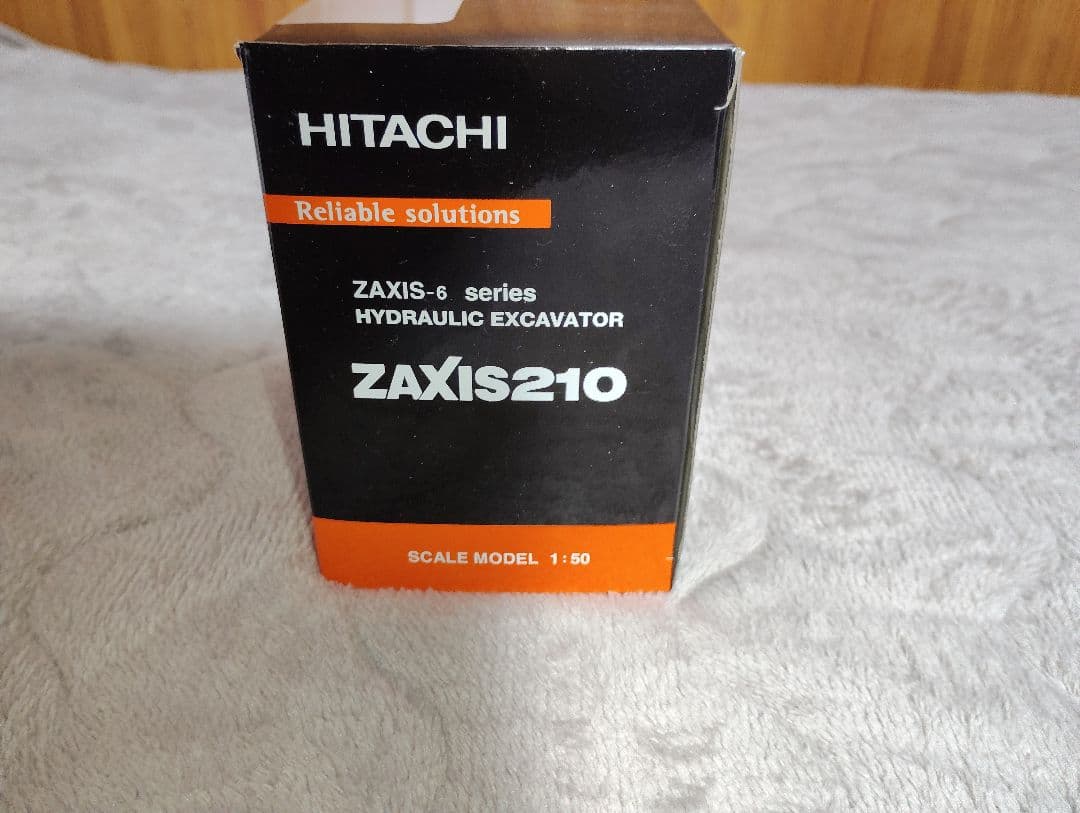 HITACHI
Reliable solutions
ZAXIS-6 series
HYDRAULIC EXCAVATOR
ZAXIS210
SCALE MODEL 1:50